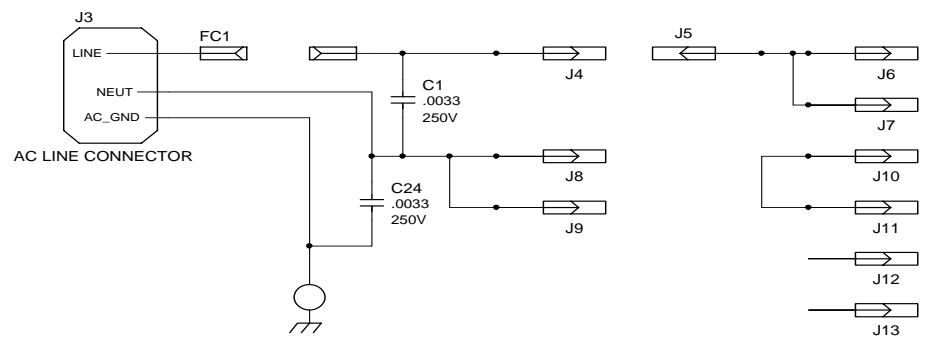 J3
FC1
J5
LINE
J4
J6
C1
.0033
250V
NEUT
AC_GND
J7
AC LINE CONNECTOR
J8
J10
C24
.0033
250V
J9
J11
J12
J13